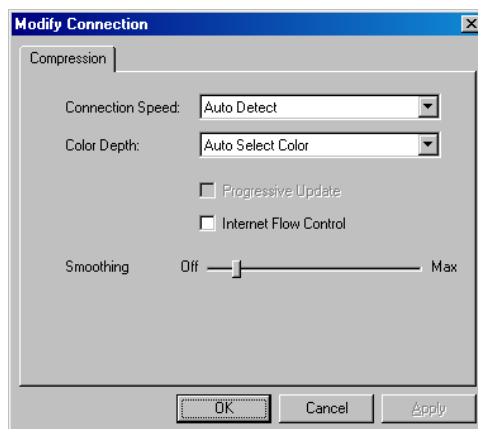 Modify Connection
Compression
Connection Speed: Auto Detect
Color Depth: Auto Select Color
Progressive Update
Internet Flow Control
Smoothing Off Max
OK Cancel Apply